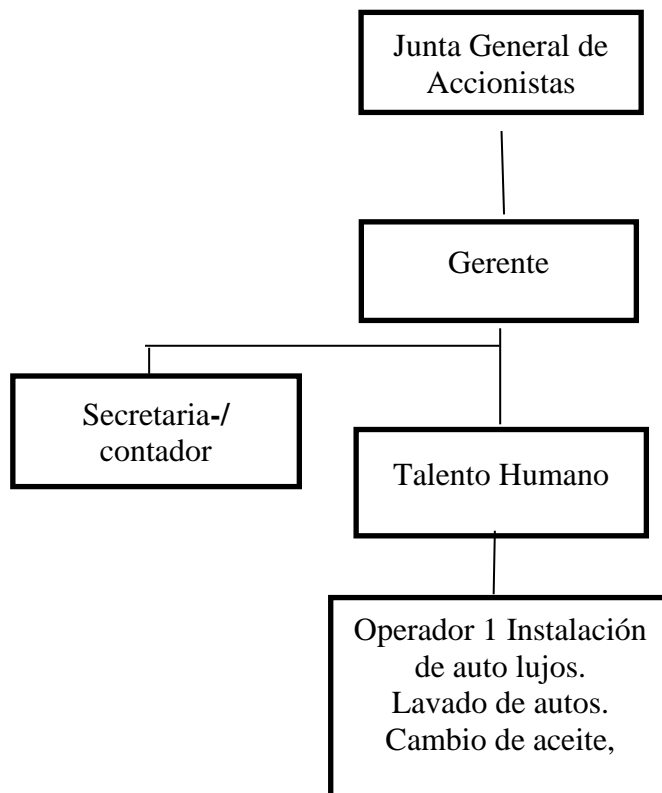 Junta General de
Accionistas
Gerente
Secretaria-/
contador
Talento Humano
Operador 1 Instalación
de auto lujos.
Lavado de autos.
Cambio de aceite,